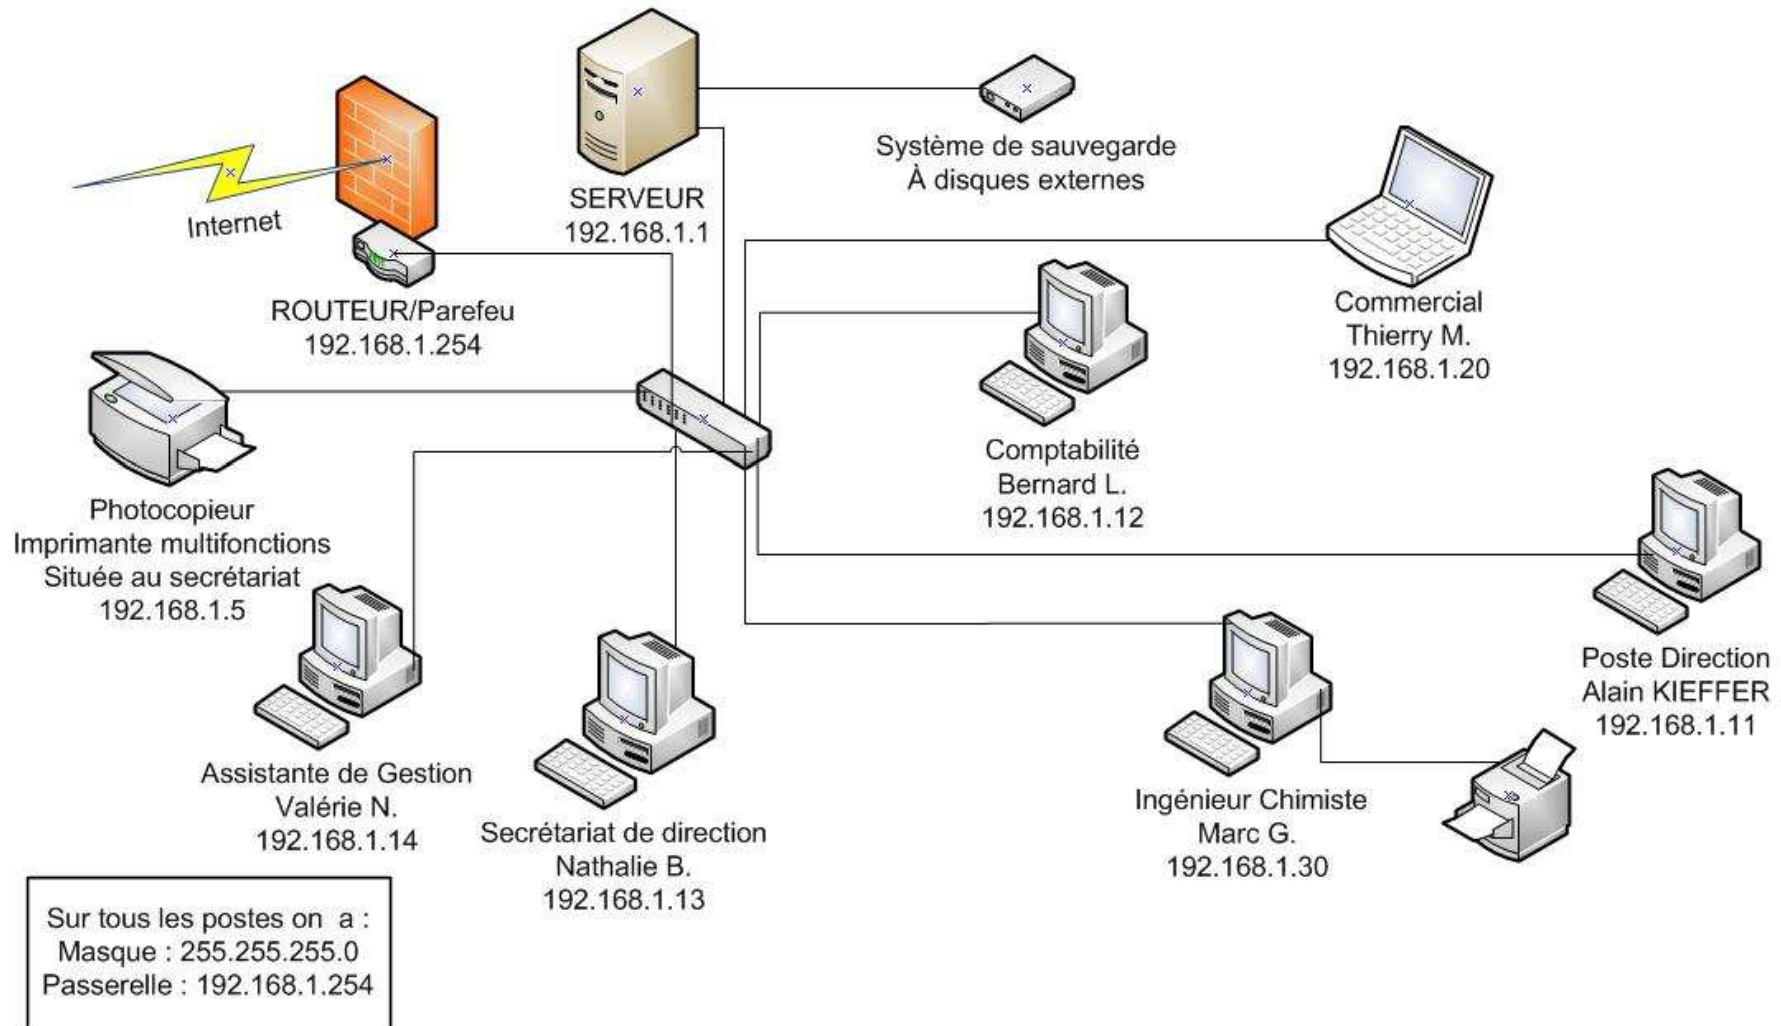 Internet
ROUTEUR/Parefeu
192.168.1.254
SERVEUR
192.168.1.1
Système de sauvegarde
À disques externes
Commercial
Thierry M.
192.168.1.20
Comptabilité
Bernard L.
192.168.1.12
Photocopieur
Imprimante multifonctions
Située au secrétariat
192.168.1.5
Poste Direction
Alain KIEFFER
192.168.1.11
Assistante de Gestion
Valérie N.
192.168.1.14
Secrétariat de direction
Nathalie B.
192.168.1.13
Ingénieur Chimiste
Marc G.
192.168.1.30
Sur tous les postes on a :
Masque : 255.255.255.0
Passerelle : 192.168.1.254